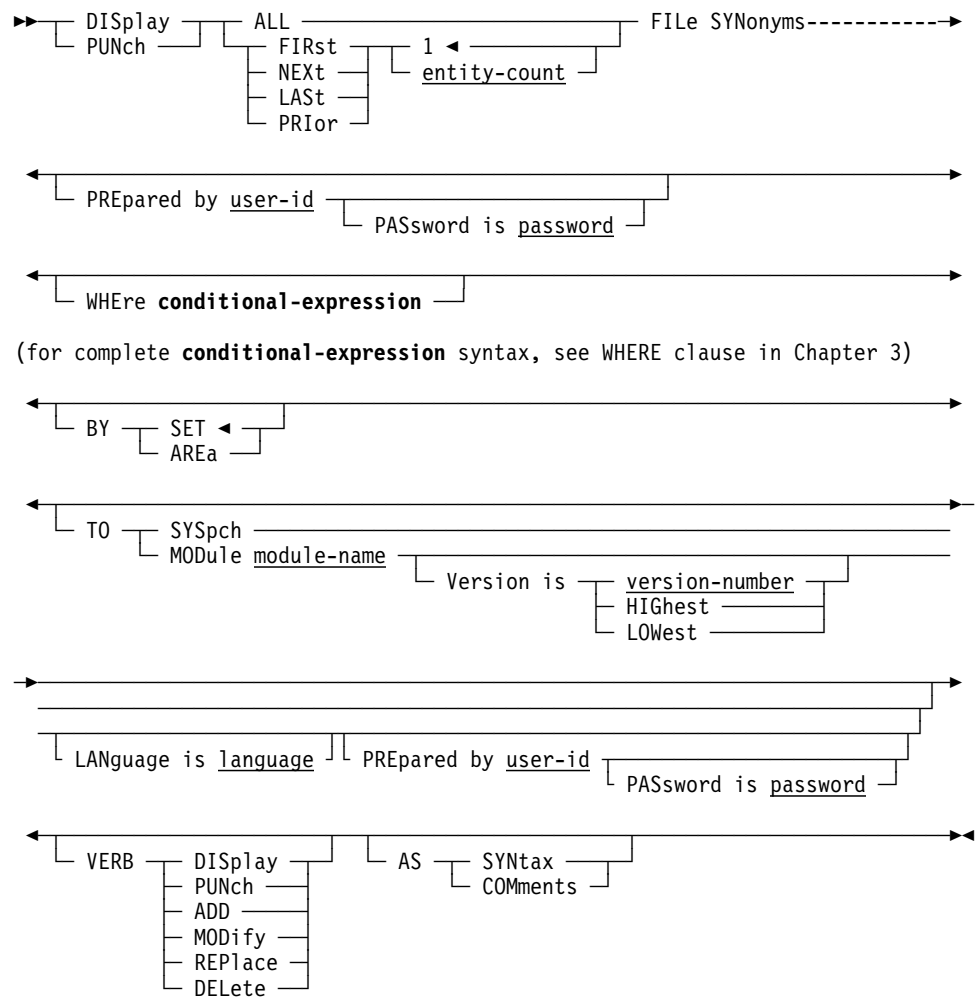 DISplay ALL FILe SYNonyms
PUNch FIRst 1
NEXt entity-count
LASt
PRIor
PREpared by user-id
PASsword is password
WHEre conditional-expression
(for complete conditional-expression syntax, see WHERE clause in Chapter 3)
BY SET
AREa
TO SYSpch
MODule module-name
Version is version-number
HIGhest
LOWest
LANguage is language PREpared by user-id
PASsword is password
VERB DISplay AS SYNtax
PUNch COMments
ADD
MODify
REPlace
DELete